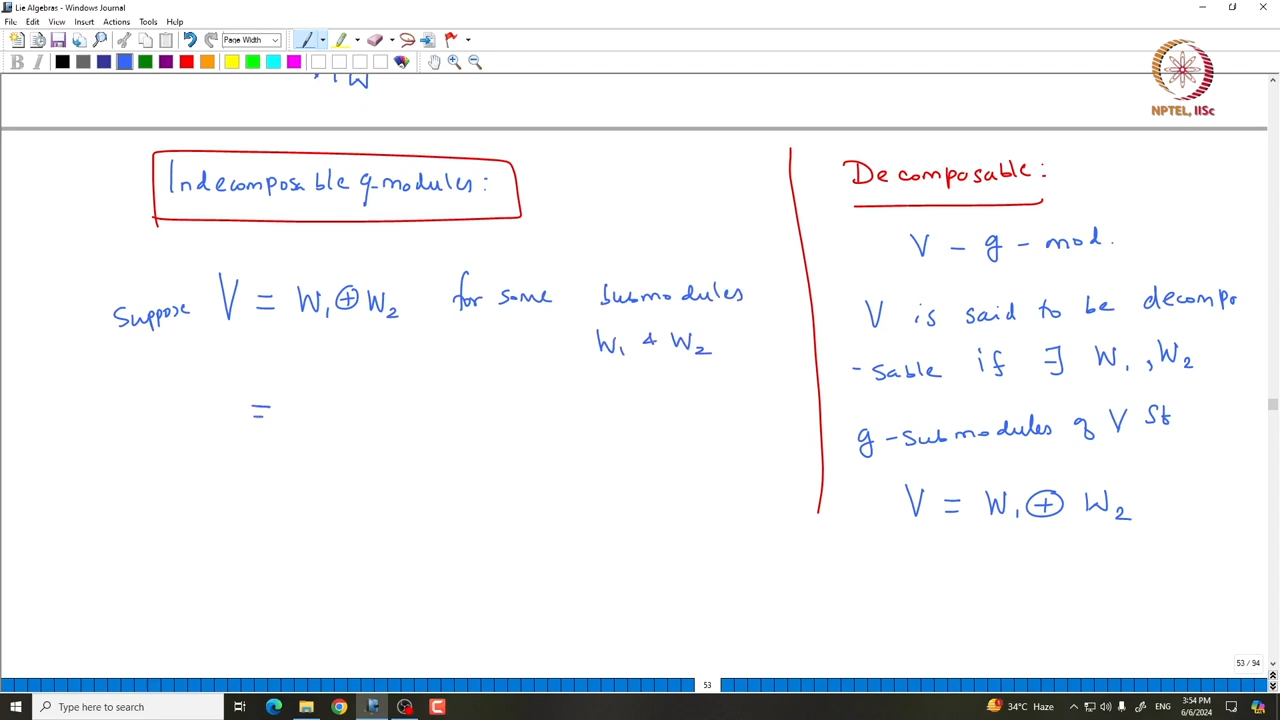 Lie Algebras - Windows Journal
File Edit View Insert Actions Tools Help
Page Width
B I
NPTEL, IISc
Indecomposable g-modules:
Suppose V = W₁ ⊕ W₂ for some submodules
W₁ & W₂
=
Decomposable:
V - g - mod.
V is said to be decompo
-sable if ∃ W₁, W₂
g-submodules of V st
V = W₁ ⊕ W₂
53 / 94
53
Type here to search
34°C Haze
ENG
3:54 PM
6/6/2024